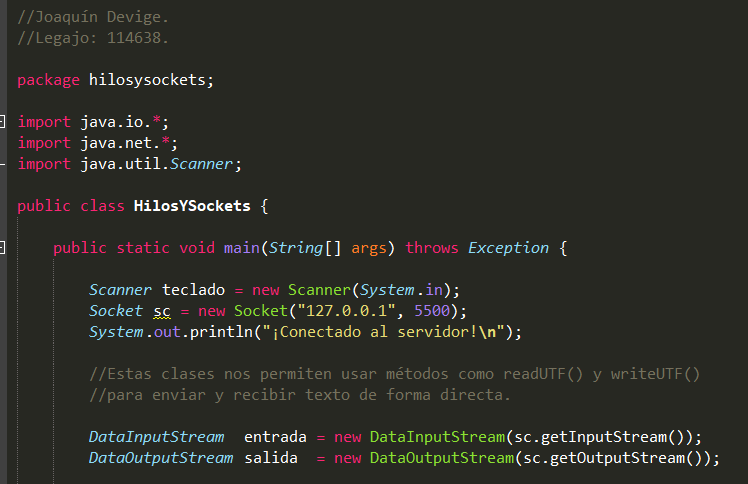 //Joaquín Devige.
//Legajo: 114638.
package hilosysockets;
import java.io.*;
import java.net.*;
import java.util.Scanner;
public class HilosYSockets {
public static void main(String[] args) throws Exception {
Scanner teclado = new Scanner(System.in);
Socket sc = new Socket("127.0.0.1", 5500);
System.out.println("¡Conectado al servidor!\n");
//Estas clases nos permiten usar métodos como readUTF() y writeUTF()
//para enviar y recibir texto de forma directa.
DataInputStream  entrada = new DataInputStream(sc.getInputStream());
DataOutputStream salida  = new DataOutputStream(sc.getOutputStream());